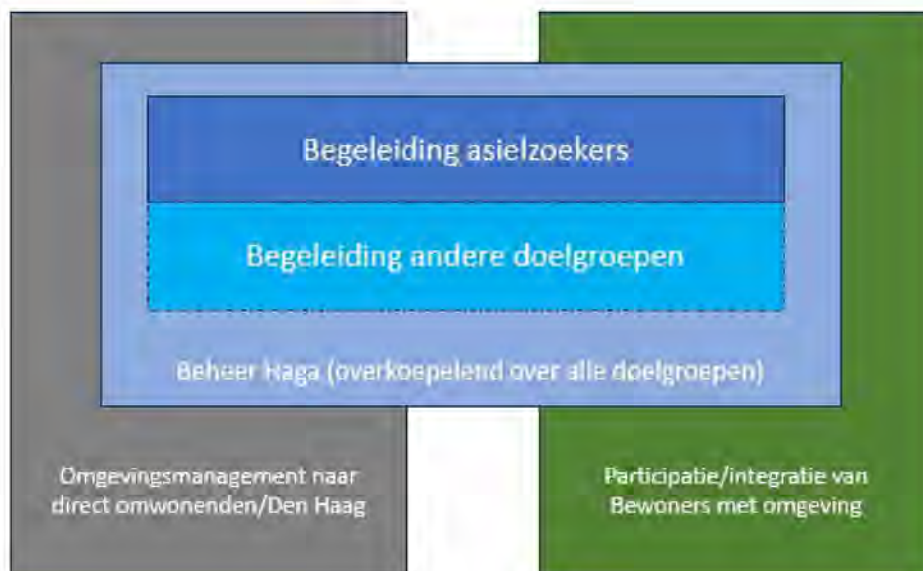 Begeleiding asielzoekers
Begeleiding andere doelgroepen
Beheer Haga (overkoepelend over alle doelgroepen)
Omgevingsmanagement naar
direct omwonenden/Den Haag
Participatie/integratie van
Bewoners met omgeving